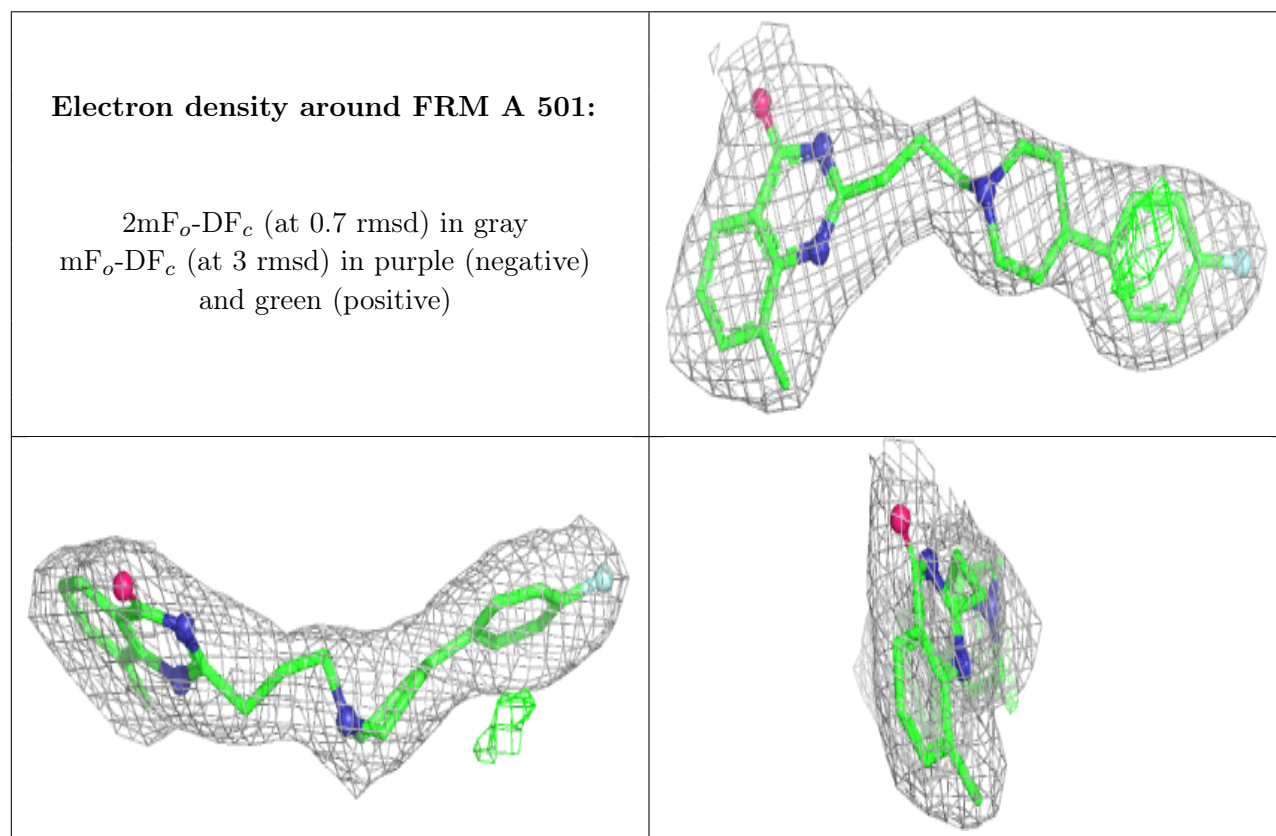 Electron density around FRM A 501:
2mFo-DFc (at 0.7 rmsd) in gray
mFo-DFc (at 3 rmsd) in purple (negative)
and green (positive)